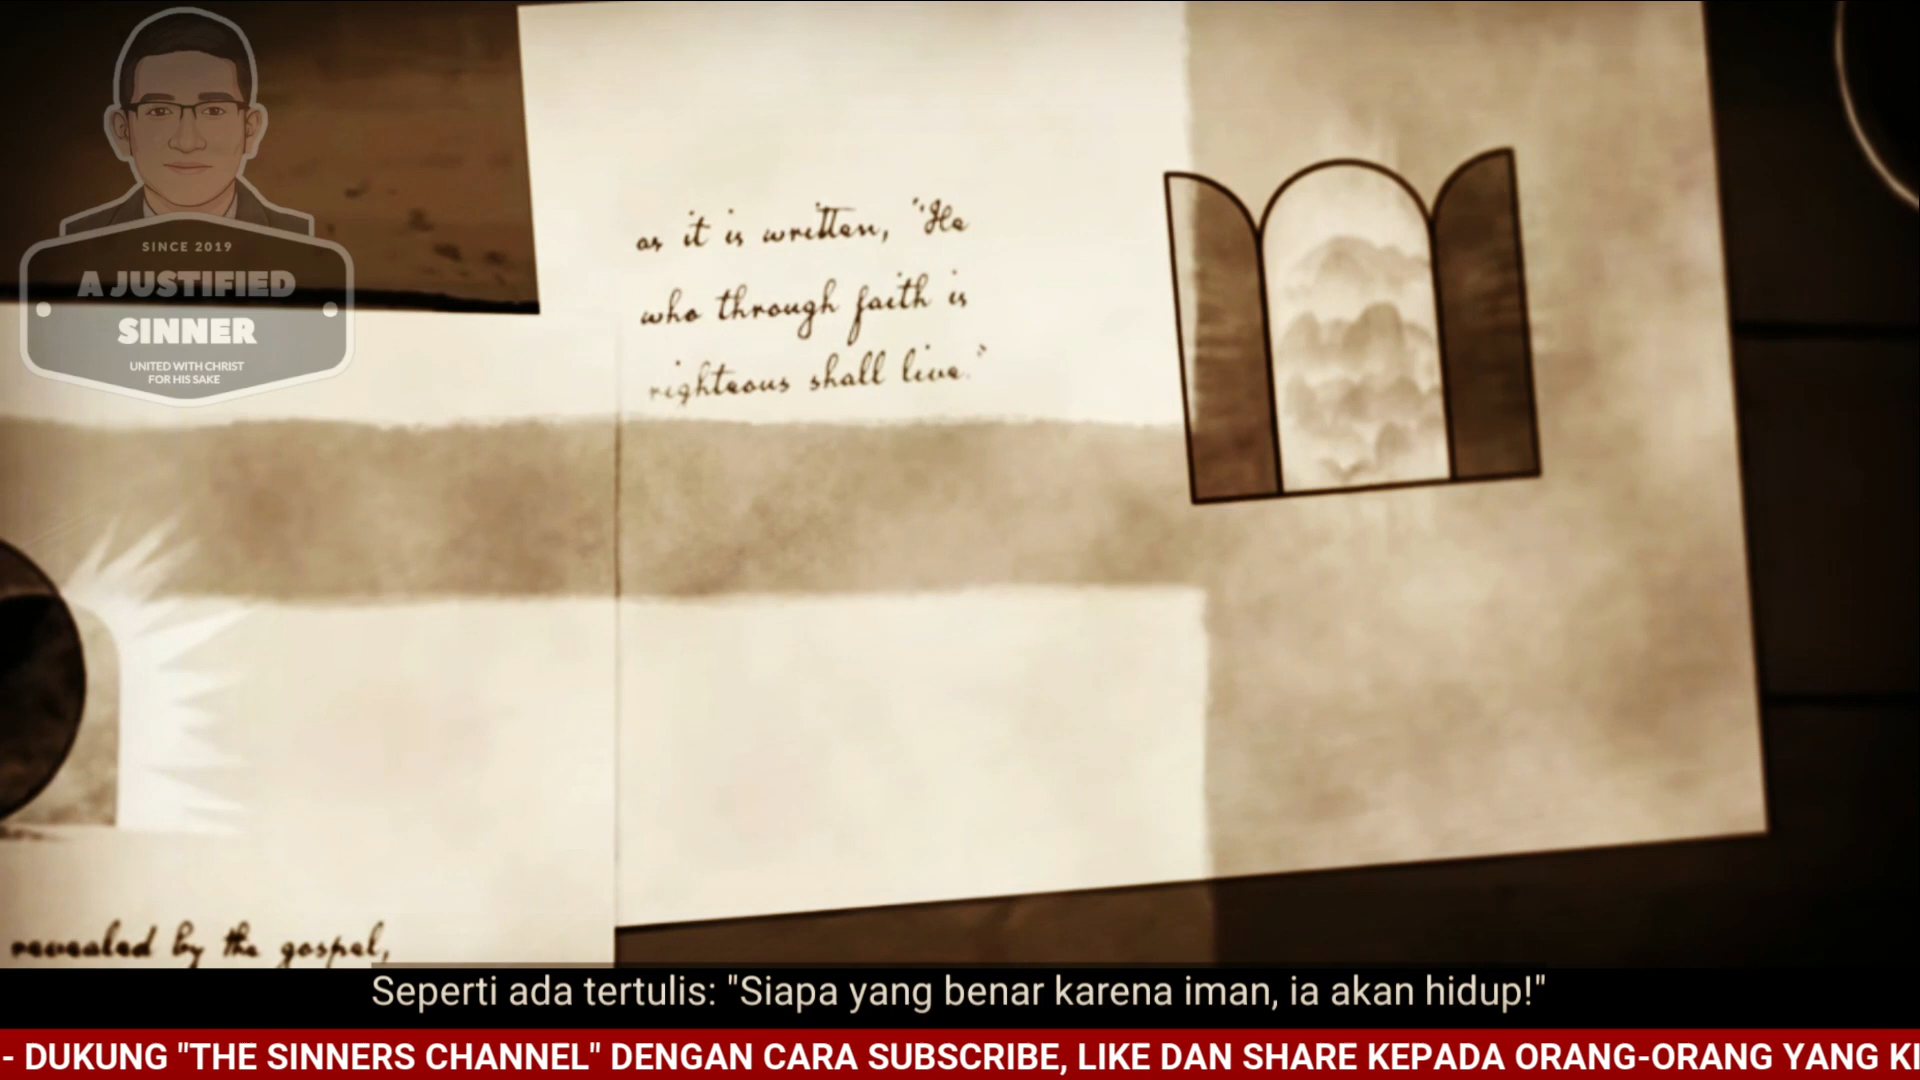 SINCE 2019
A JUSTIFIED
SINNER
UNITED WITH CHRIST
FOR HIS SAKE
as it is written, "He
who through faith is
righteous shall live."
revealed by the gospel,
Seperti ada tertulis: "Siapa yang benar karena iman, ia akan hidup!"
- DUKUNG "THE SINNERS CHANNEL" DENGAN CARA SUBSCRIBE, LIKE DAN SHARE KEPADA ORANG-ORANG YANG